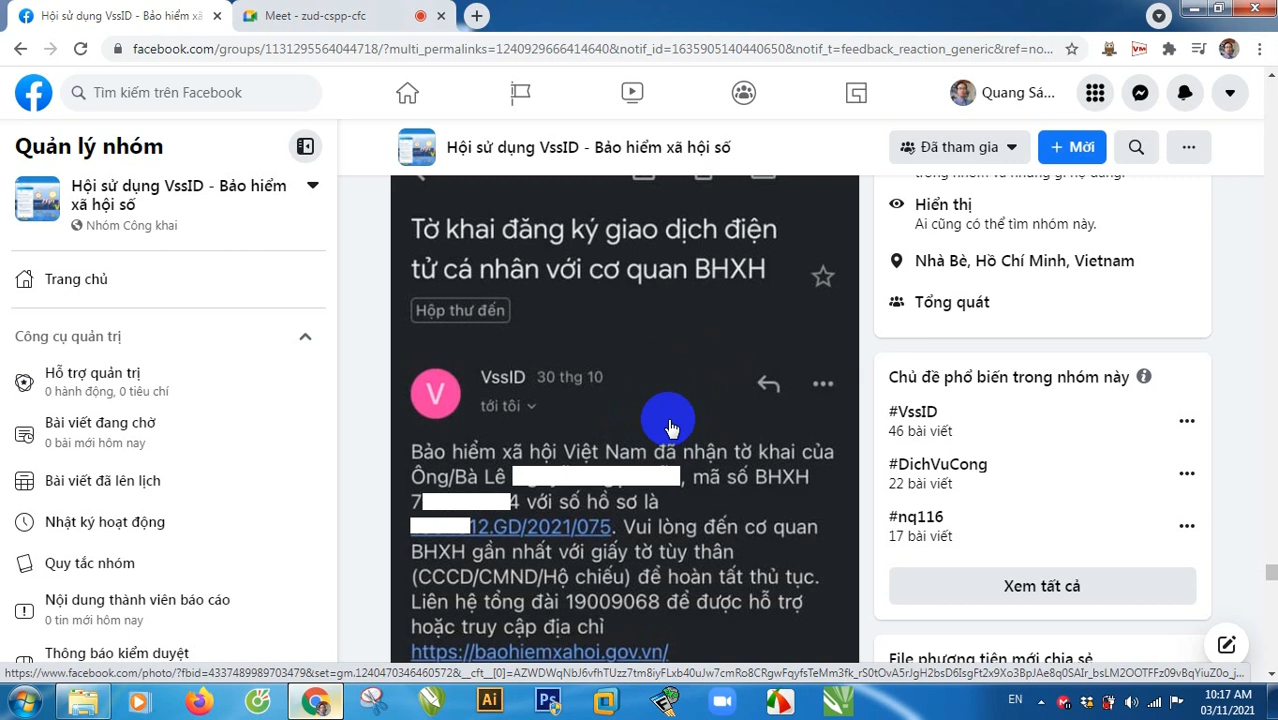 Hội sử dụng VssID - Bảo hiểm xã
Meet - zud-cspp-cfc
facebook.com/groups/1131295564044718/?multi_permalinks=1240929666414640&notif_id=1635905140440650&notif_t=feedback_reaction_generic&ref=no...
Tìm kiếm trên Facebook
Quang Sá...
Quản lý nhóm
Hội sử dụng VssID - Bảo hiểm xã hội số
Đã tham gia
+ Mời
Hội sử dụng VssID - Bảo hiểm
xã hội số
Nhóm Công khai
Trang chủ
Công cụ quản trị
Hỗ trợ quản trị
0 hành động, 0 tiêu chí
Bài viết đang chờ
0 bài mới hôm nay
Bài viết đã lên lịch
Nhật ký hoạt động
Quy tắc nhóm
Nội dung thành viên báo cáo
0 tin mới hôm nay
Thông báo kiểm duyệt
Tờ khai đăng ký giao dịch điện
tử cá nhân với cơ quan BHXH
Hộp thư đến
V
VssID 30 thg 10
tới tôi
Bảo hiểm xã hội Việt Nam đã nhận tờ khai của
Ông/Bà Lê , mã số BHXH
7 4 với số hồ sơ là
12.GD/2021/075. Vui lòng đến cơ quan
BHXH gần nhất với giấy tờ tùy thân
(CCCD/CMND/Hộ chiếu) để hoàn tất thủ tục.
Liên hệ tổng đài 19009068 để được hỗ trợ
hoặc truy cập địa chỉ
https://baohiemxahoi.gov.vn/
Hiển thị
Ai cũng có thể tìm nhóm này.
Nhà Bè, Hồ Chí Minh, Vietnam
Tổng quát
Chủ đề phổ biến trong nhóm này
#VssID
46 bài viết
#DichVuCong
22 bài viết
#nq116
17 bài viết
Xem tất cả
File phương tiện mới chia sẻ
EN
10:17 AM
03/11/2021